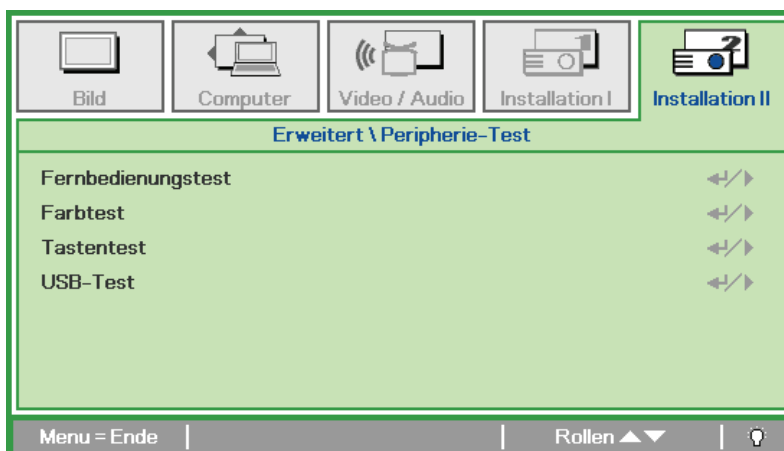 Bild
Computer
Video / Audio
Installation I
Installation II
Erweitert \ Peripherie-Test
Fernbedienungstest
Farbtest
Tastentest
USB-Test
Menu = Ende
Rollen ▲▼